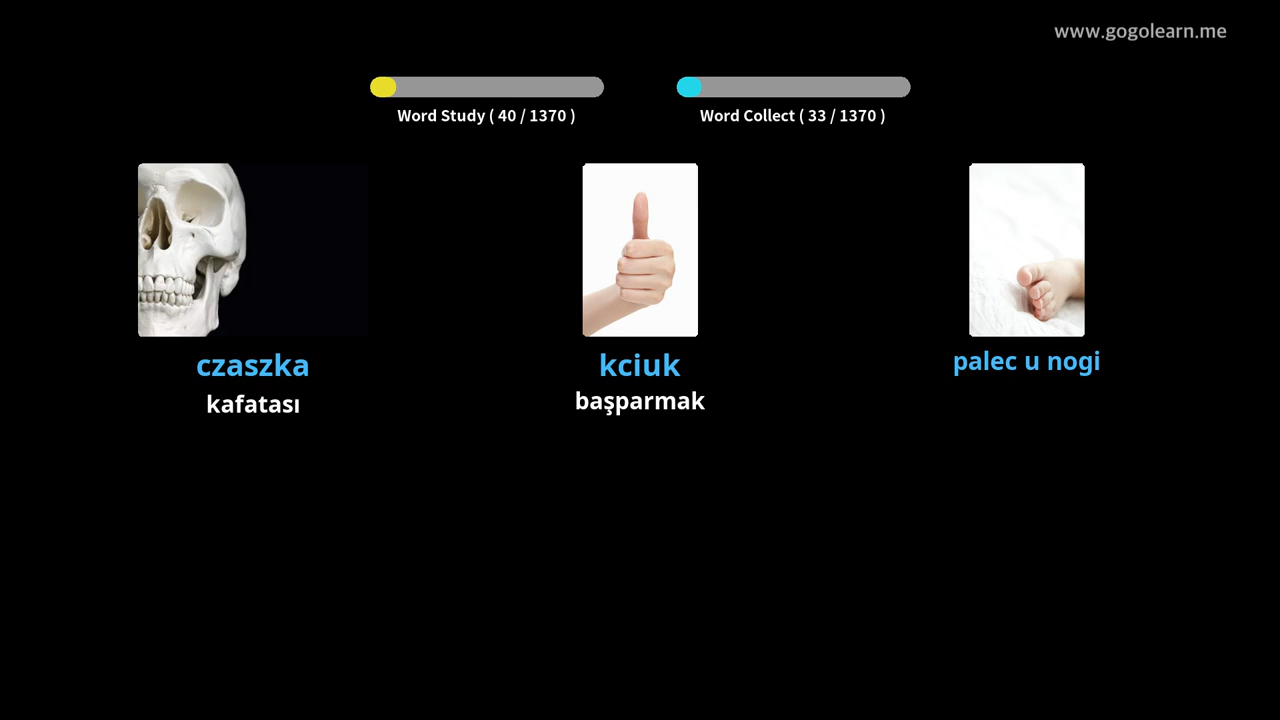 www.gogolearn.me
Word Study ( 40 / 1370 )
Word Collect ( 33 / 1370 )
czaszka
kafatası
kciuk
başparmak
palec u nogi